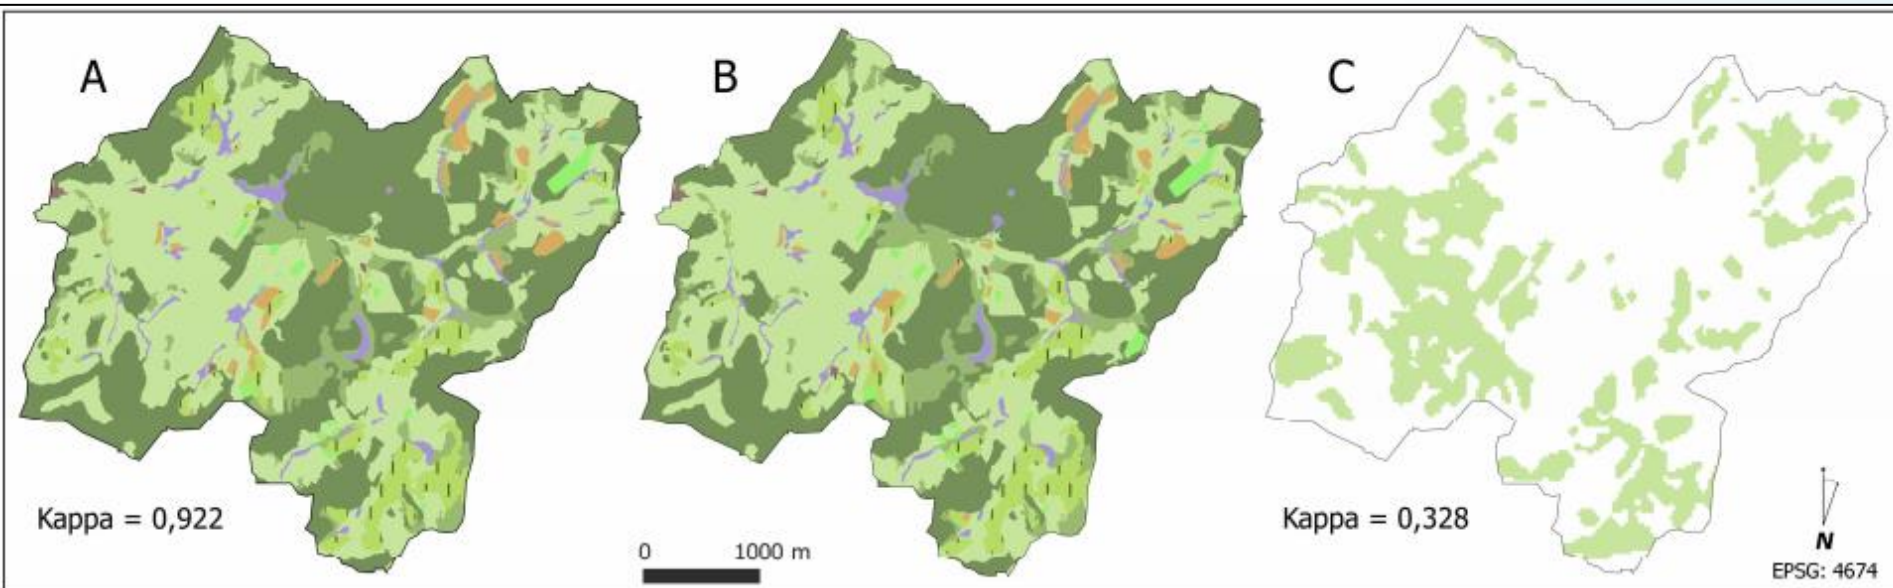 A
B
C
Kappa = 0,922
0 1000 m
Kappa = 0,328
N
EPSG: 4674